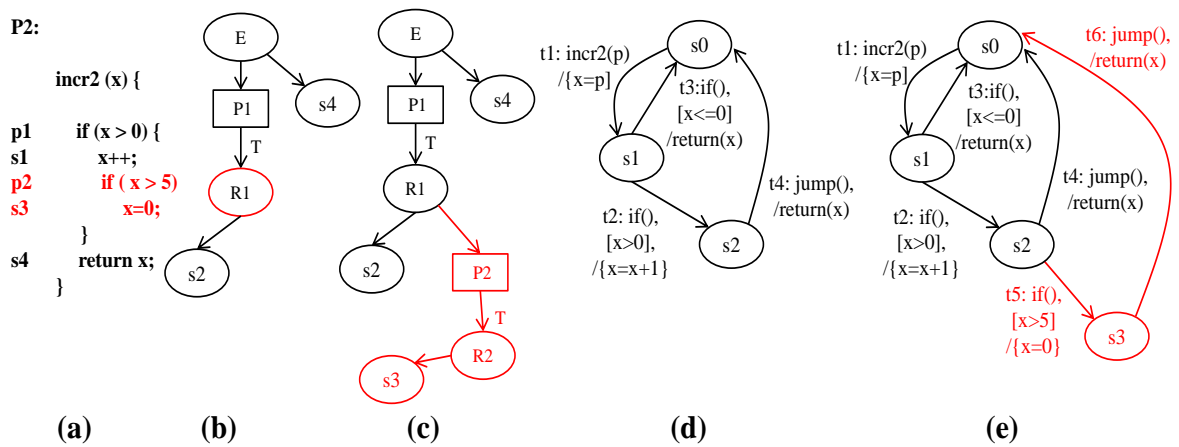 P2:
incr2 (x) {
p1 if (x > 0) {
s1 x++;
p2 if ( x > 5)
s3 x=0;
}
s4 return x;
}
(a)
E
P1
s4
T
R1
s2
(b)
E
P1
s4
T
R1
s2
P2
T
R2
s3
(c)
s0
t1: incr2(p)
/{x=p]
t3:if(),
[x<=0]
/return(x)
s1
t4: jump(),
/return(x)
t2: if(),
[x>0],
/{x=x+1}
s2
(d)
s0
t6: jump(),
/return(x)
t1: incr2(p)
/{x=p]
t3:if(),
[x<=0]
/return(x)
s1
t4: jump(),
/return(x)
t2: if(),
[x>0],
/{x=x+1}
s2
t5: if(),
[x>5]
/{x=0}
s3
(e)